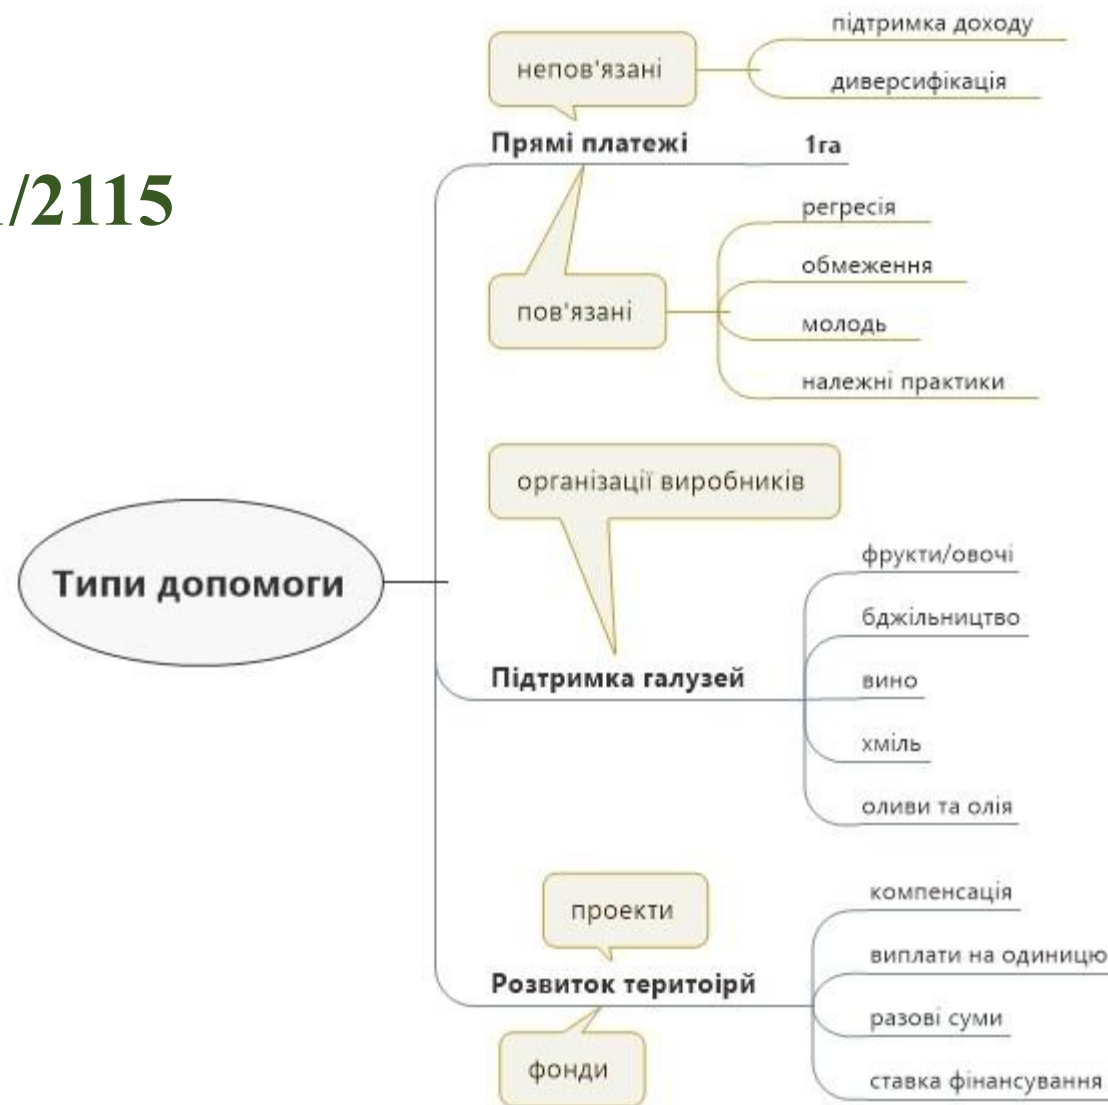 /2115
Типи допомоги
непов'язані
підтримка доходу
диверсифікація
Прямі платежі
1га
пов'язані
регресія
обмеження
молодь
належні практики
організації виробників
Підтримка галузей
фрукти/овочі
бджільництво
вино
хміль
оливи та олія
проекти
Розвиток притоірй
фонди
компенсація
виплати на одиницю
разові суми
ставка фінансування